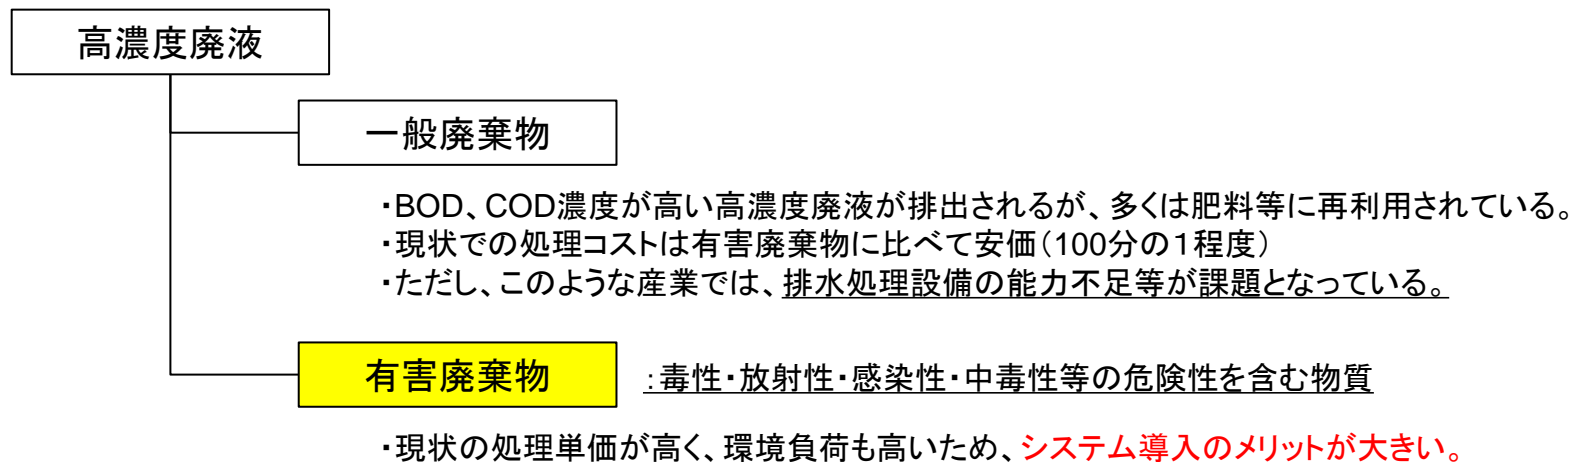 高濃度廃液
一般廃棄物
・BOD、COD濃度が高い高濃度廃液が排出されるが、多くは肥料等に再利用されている。
・現状での処理コストは有害廃棄物に比べて安価（100分の1程度）
・ただし、このような産業では、排水処理設備の能力不足等が課題となっている。
有害廃棄物 :毒性・放射性・感染性・中毒性等の危険性を含む物質
・現状の処理単価が高く、環境負荷も高いため、システム導入のメリットが大きい。